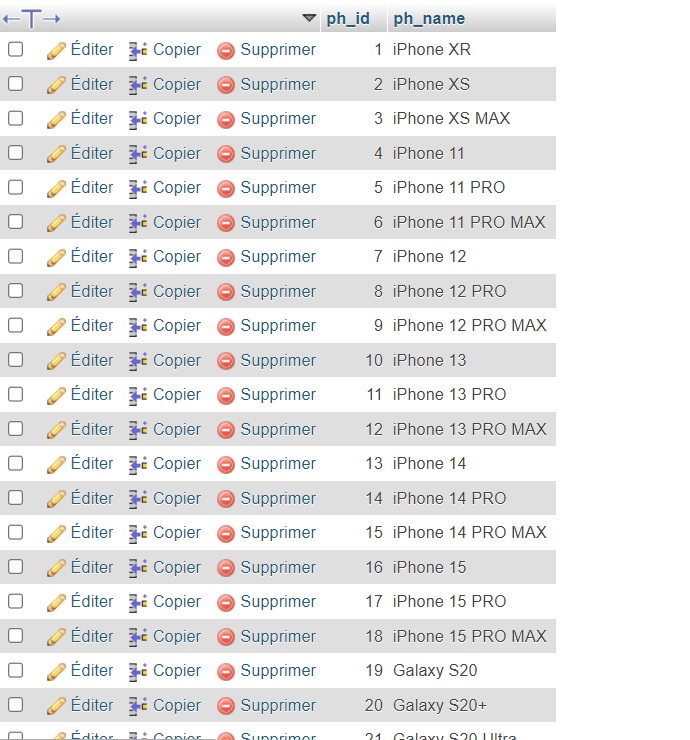 ph_id ph_name
Éditer Copier Supprimer 1 iPhone XR
Éditer Copier Supprimer 2 iPhone XS
Éditer Copier Supprimer 3 iPhone XS MAX
Éditer Copier Supprimer 4 iPhone 11
Éditer Copier Supprimer 5 iPhone 11 PRO
Éditer Copier Supprimer 6 iPhone 11 PRO MAX
Éditer Copier Supprimer 7 iPhone 12
Éditer Copier Supprimer 8 iPhone 12 PRO
Éditer Copier Supprimer 9 iPhone 12 PRO MAX
Éditer Copier Supprimer 10 iPhone 13
Éditer Copier Supprimer 11 iPhone 13 PRO
Éditer Copier Supprimer 12 iPhone 13 PRO MAX
Éditer Copier Supprimer 13 iPhone 14
Éditer Copier Supprimer 14 iPhone 14 PRO
Éditer Copier Supprimer 15 iPhone 14 PRO MAX
Éditer Copier Supprimer 16 iPhone 15
Éditer Copier Supprimer 17 iPhone 15 PRO
Éditer Copier Supprimer 18 iPhone 15 PRO MAX
Éditer Copier Supprimer 19 Galaxy S20
Éditer Copier Supprimer 20 Galaxy S20+
Éditer Copier Supprimer 21 Galaxy S20 Ultra